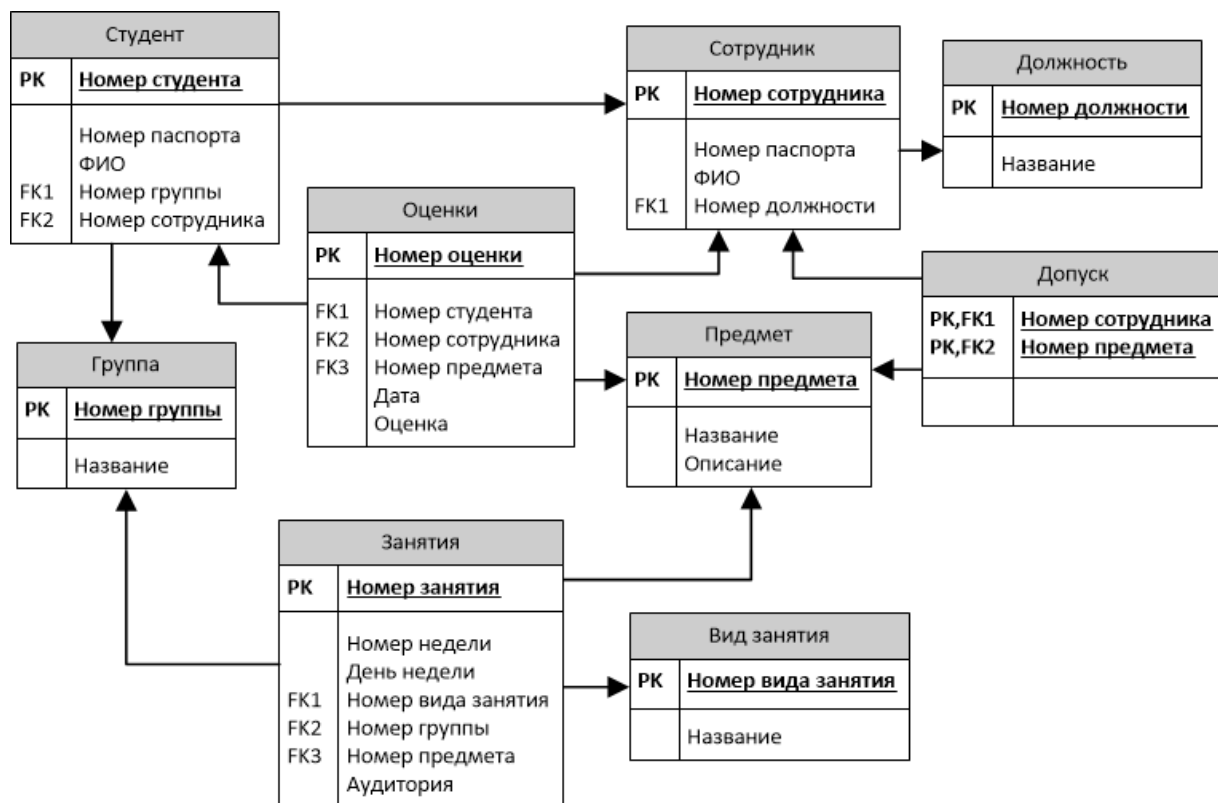 Студент
PK Номер студента
Номер паспорта
ФИО
FK1 Номер группы
FK2 Номер сотрудника
Сотрудник
PK Номер сотрудника
Номер паспорта
ФИО
FK1 Номер должности
Должность
PK Номер должности
Название
Оценки
PK Номер оценки
FK1 Номер студента
FK2 Номер сотрудника
FK3 Номер предмета
Дата
Оценка
Допуск
PK,FK1 Номер сотрудника
PK,FK2 Номер предмета
Группа
PK Номер группы
Название
Предмет
PK Номер предмета
Название
Описание
Занятия
PK Номер занятия
Номер недели
День недели
FK1 Номер вида занятия
FK2 Номер группы
FK3 Номер предмета
Аудитория
Вид занятия
PK Номер вида занятия
Название